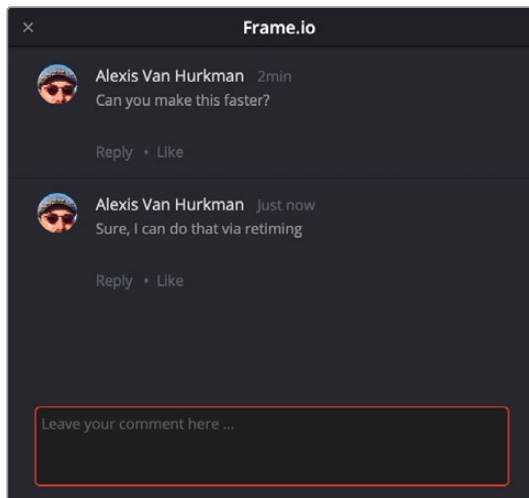 × Frame.io
Alexis Van Hurkman 2min
Can you make this faster?
Reply • Like
Alexis Van Hurkman Just now
Sure, I can do that via retiming
Reply • Like
Leave your comment here ...